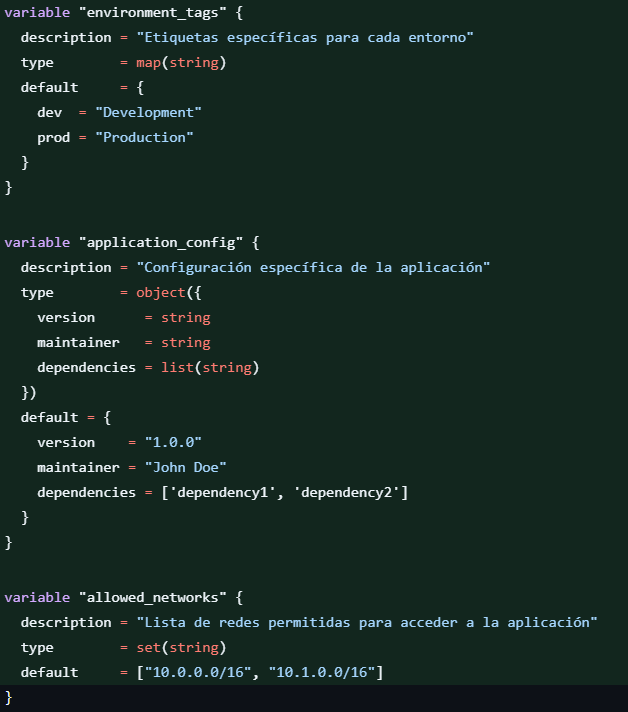 variable "environment_tags" {
  description = "Etiquetas específicas para cada entorno"
  type        = map(string)
  default     = {
    dev  = "Development"
    prod = "Production"
  }
}

variable "application_config" {
  description = "Configuración específica de la aplicación"
  type        = object({
    version      = string
    maintainer   = string
    dependencies = list(string)
  })
  default = {
    version    = "1.0.0"
    maintainer = "John Doe"
    dependencies = ['dependency1', 'dependency2']
  }
}

variable "allowed_networks" {
  description = "Lista de redes permitidas para acceder a la aplicación"
  type        = set(string)
  default     = ["10.0.0.0/16", "10.1.0.0/16"]
}